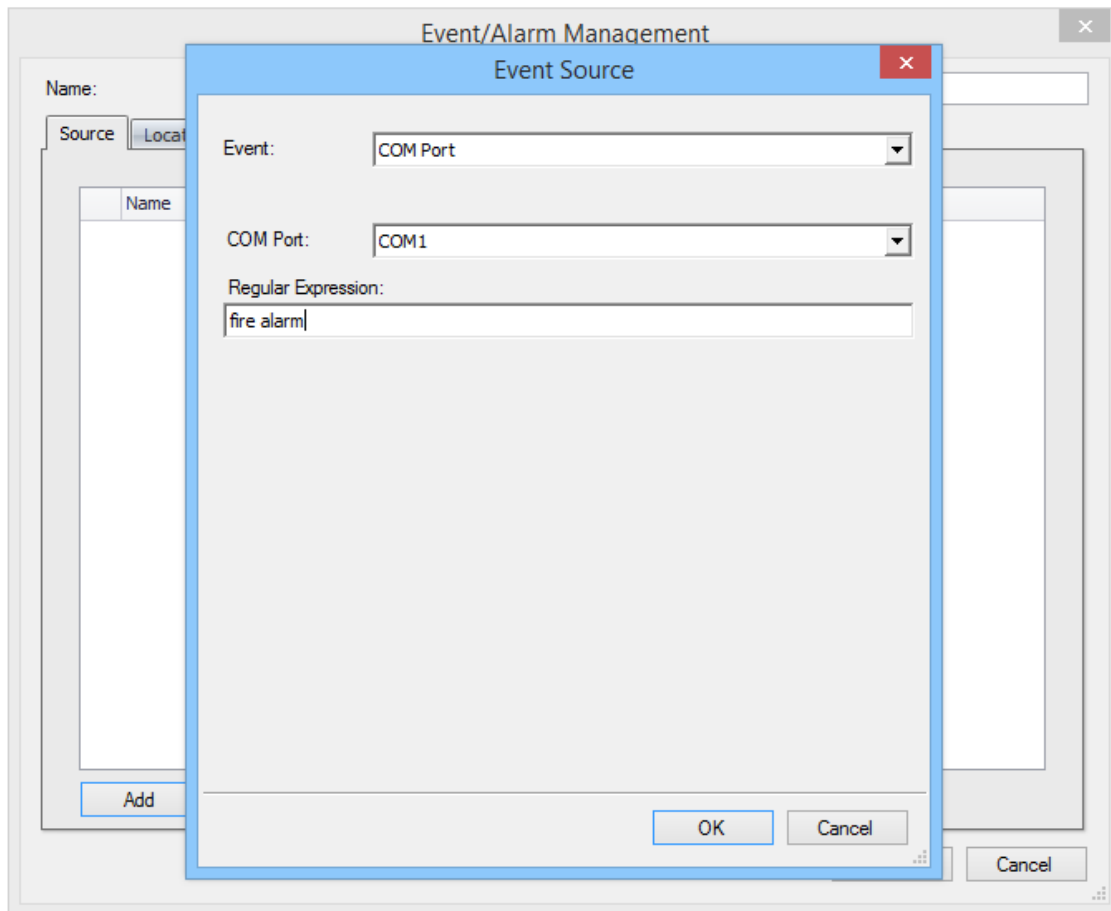 Event/Alarm Management
Event Source
Name:
Source Locat
Event: COM Port
Name
COM Port: COM1
Regular Expression:
fire alarm
Add
OK Cancel
Cancel